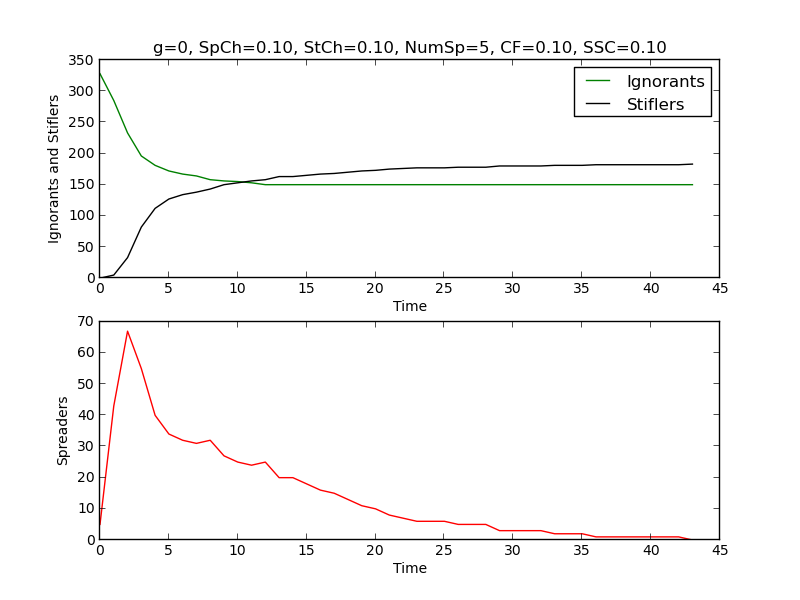 g=0, SpCh=0.10, StCh=0.10, NumSp=5, CF=0.10, SSC=0.10
350
300
250
200
150
100
50
0
Ignorants and Stiflers
Ignorants
Stiflers
0 5 10 15 20 25 30 35 40 45
Time
70
60
50
40
30
20
10
0
Spreaders
0 5 10 15 20 25 30 35 40 45
Time